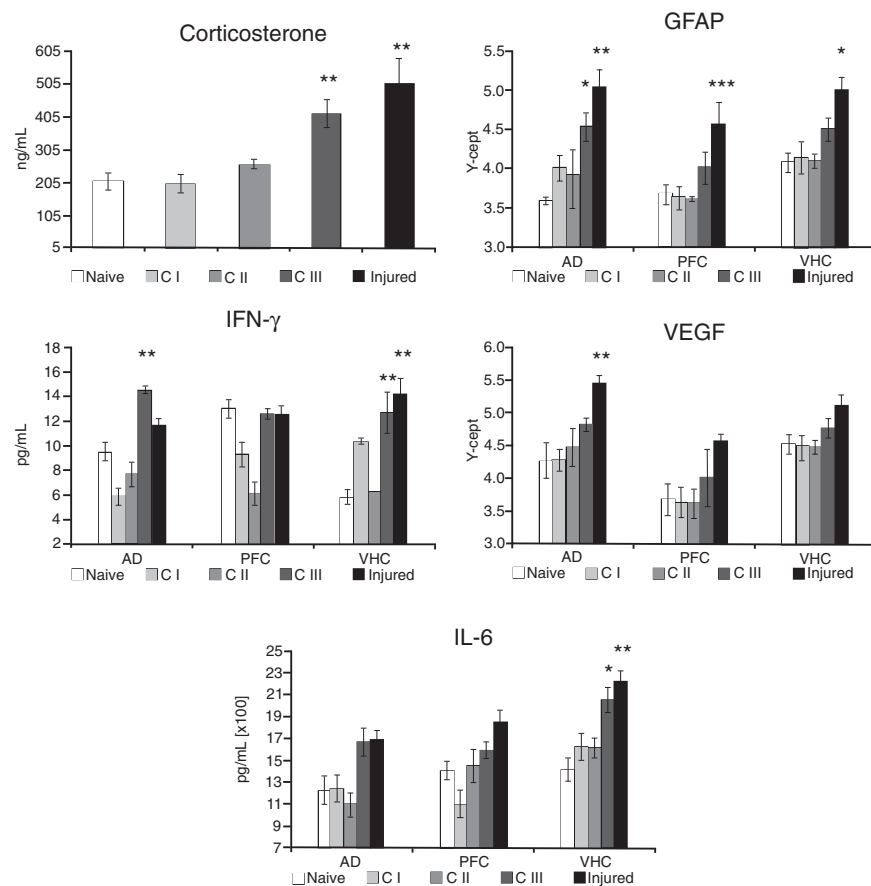 Corticosterone
605
505
405
305
205
105
5
ng/mL
** **
Naive C I C II C III Injured
GFAP
5.5
5.0
4.5
4.0
3.5
3.0
Y-cept
* ** *** *
AD PFC VHC
Naive C I C II C III Injured
IFN-γ
18
16
14
12
10
8
6
4
2
pg/mL
** ** **
AD PFC VHC
Naive C I C II C III Injured
VEGF
6.0
5.5
5.0
4.5
4.0
3.5
3.0
Y-cept
**
AD PFC VHC
Naive C I C II C III Injured
IL-6
25
23
21
19
17
15
13
11
9
7
pg/mL [x100]
* **
AD PFC VHC
Naive C I C II C III Injured